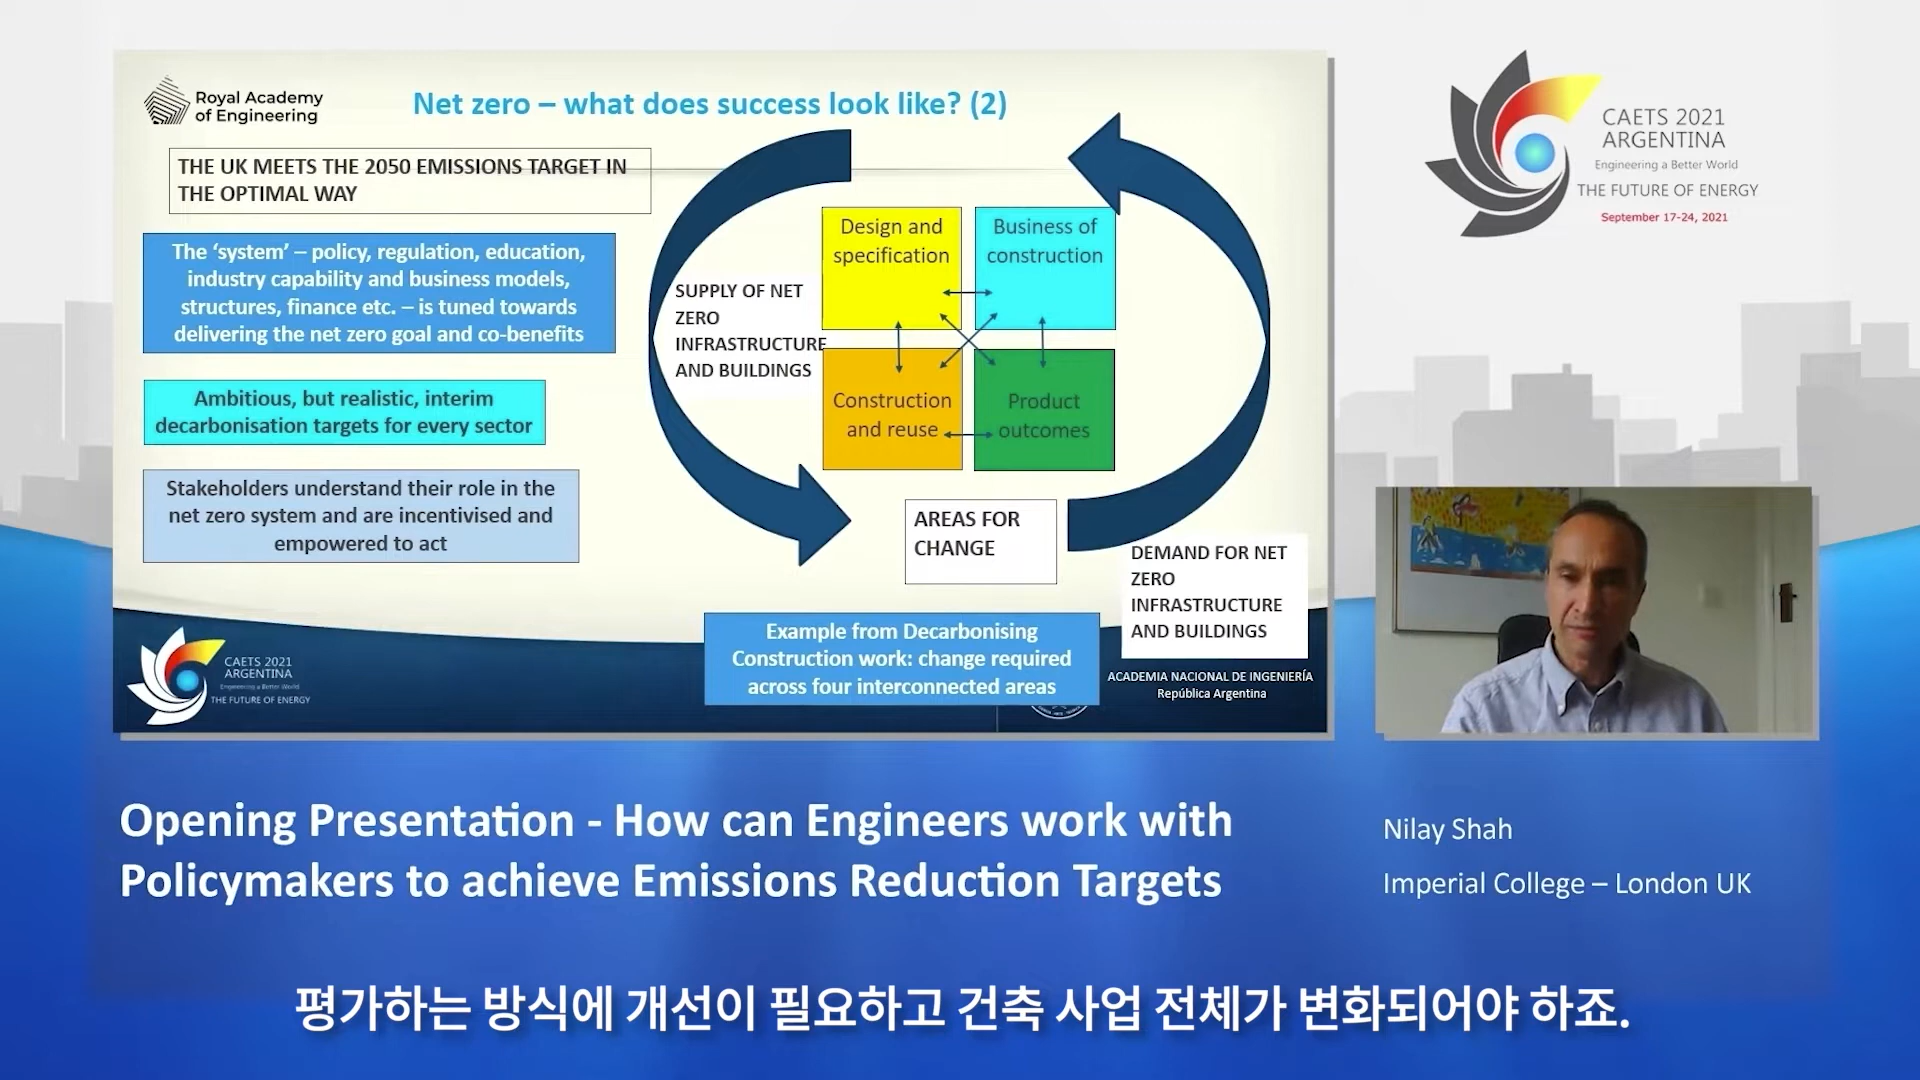 Royal Academy
of Engineering
Net zero – what does success look like? (2)
THE UK MEETS THE 2050 EMISSIONS TARGET IN
THE OPTIMAL WAY
The ‘system’ – policy, regulation, education,
industry capability and business models,
structures, finance etc. – is tuned towards
delivering the net zero goal and co-benefits
Ambitious, but realistic, interim
decarbonisation targets for every sector
Stakeholders understand their role in the
net zero system and are incentivised and
empowered to act
SUPPLY OF NET
ZERO
INFRASTRUCTURE
AND BUILDINGS
Design and
specification
Business of
construction
Construction
and reuse
Product
outcomes
AREAS FOR
CHANGE
DEMAND FOR NET
ZERO
INFRASTRUCTURE
AND BUILDINGS
Example from Decarbonising
Construction work: change required
across four interconnected areas
CAETS 2021
ARGENTINA
Engineering a Better World
THE FUTURE OF ENERGY
ACADEMIA NACIONAL DE INGENIERÍA
República Argentina
CAETS 2021
ARGENTINA
Engineering a Better World
THE FUTURE OF ENERGY
September 17-24, 2021
Opening Presentation - How can Engineers work with
Policymakers to achieve Emissions Reduction Targets
Nilay Shah
Imperial College – London UK
평가하는 방식에 개선이 필요하고 건축 사업 전체가 변화되어야 하죠.